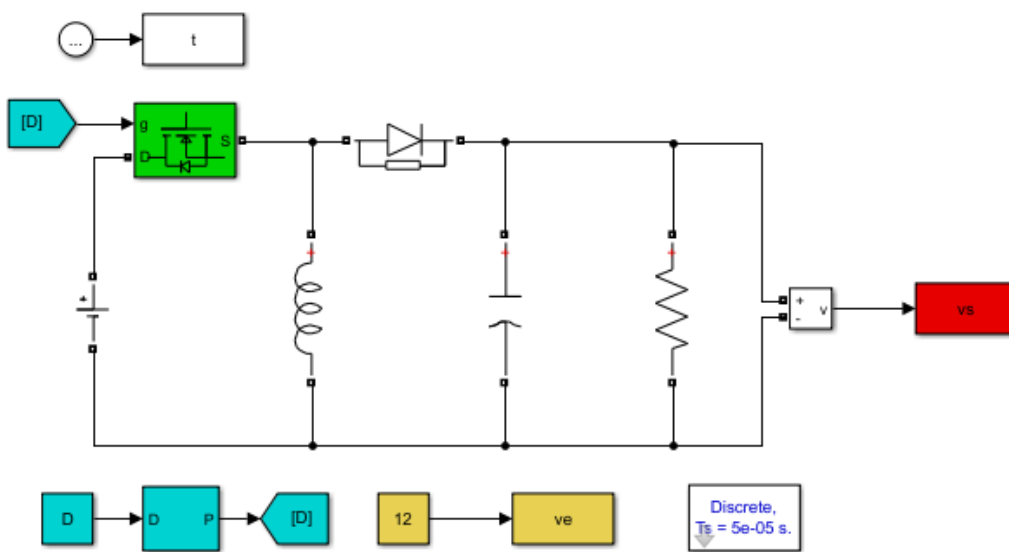 ...
t
[D]
g
S
D
+
+
+
+
+
-
v
vs
D
D
P
[D]
12
ve
Discrete,
Ts = 5e-05 s.